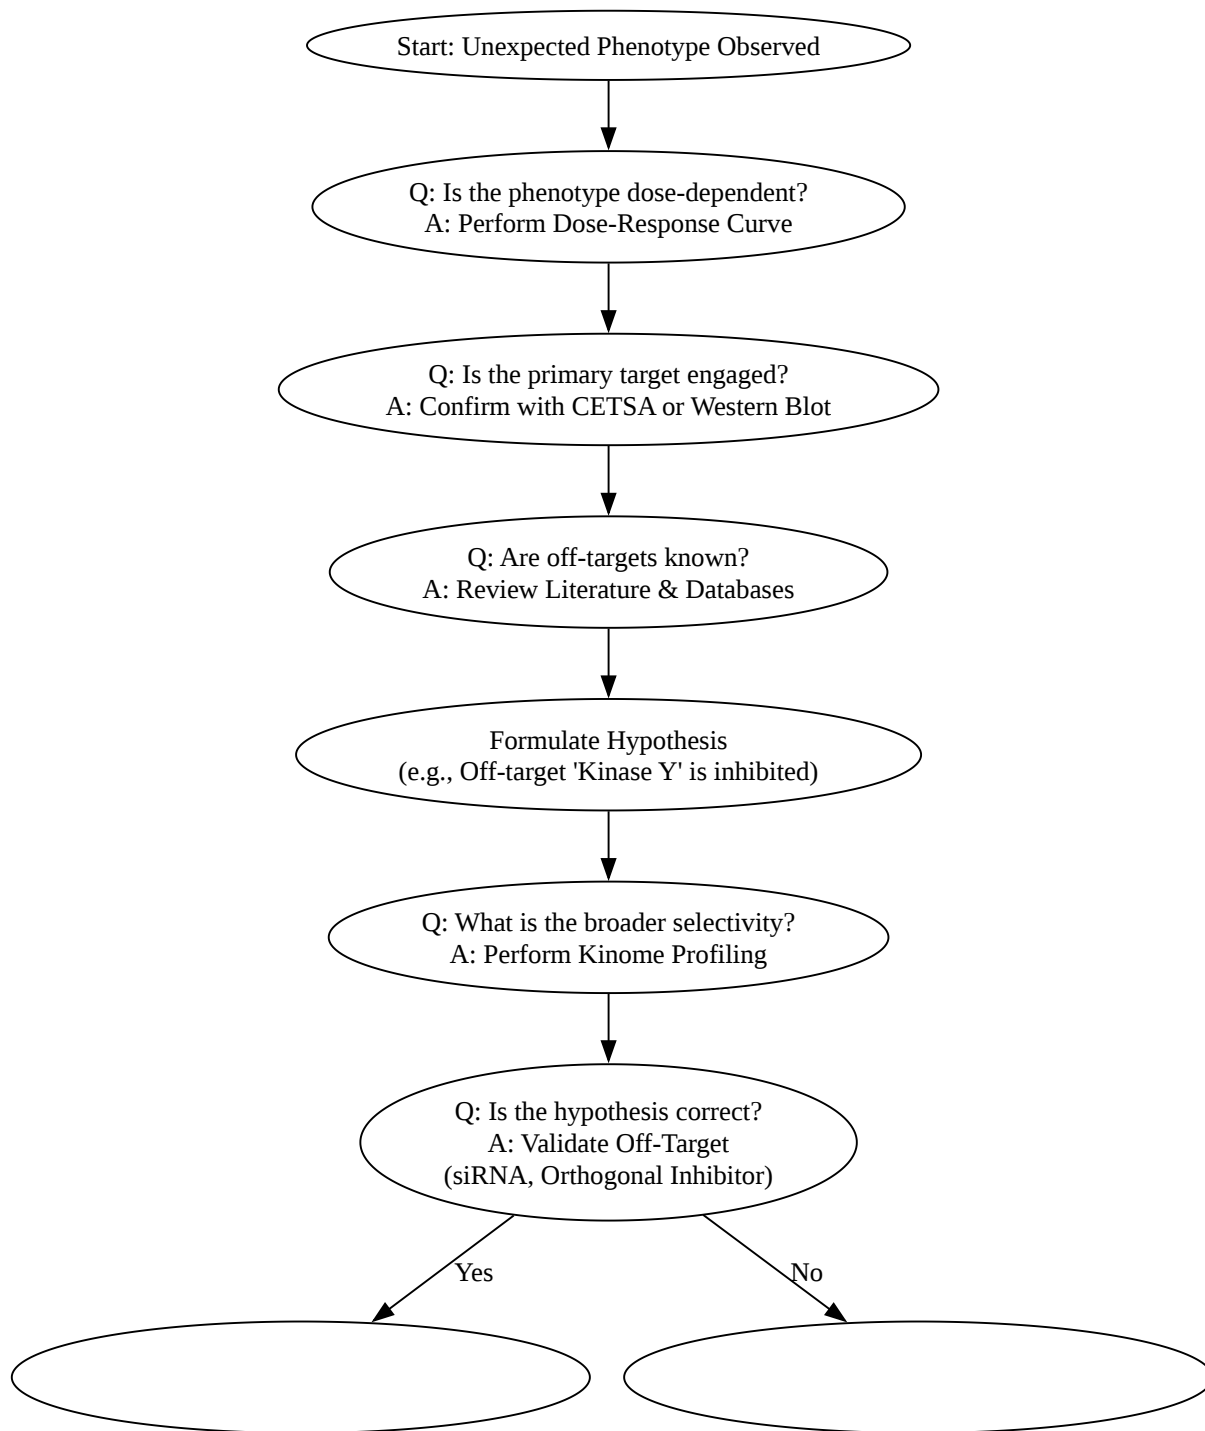 Start: Unexpected Phenotype Observed
Q: Is the phenotype dose-dependent?
A: Perform Dose-Response Curve
Q: Is the primary target engaged?
A: Confirm with CETSA or Western Blot
Q: Are off-targets known?
A: Review Literature & Databases
Formulate Hypothesis
(e.g., Off-target 'Kinase Y' is inhibited)
Q: What is the broader selectivity?
A: Perform Kinome Profiling
Q: Is the hypothesis correct?
A: Validate Off-Target
(siRNA, Orthogonal Inhibitor)
Yes
No